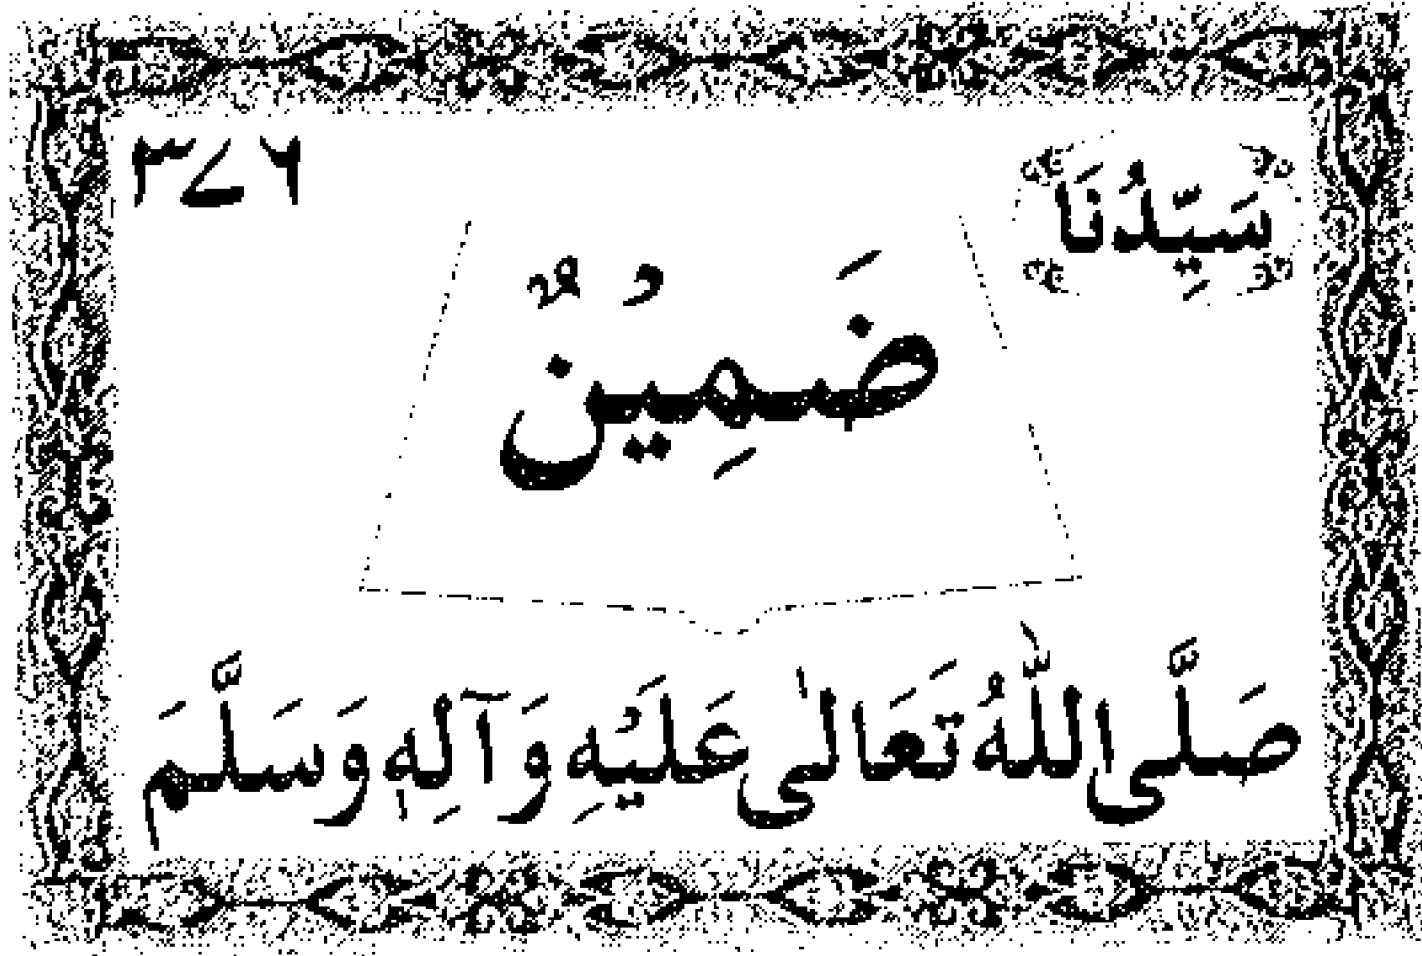 سَيِّدُنَا
۳۷۶
ضَمِيْنٌ
صَلَّى اللّٰهُ تَعَالٰى عَلَيْهِ وَآلِهٖ وَسَلَّمَ